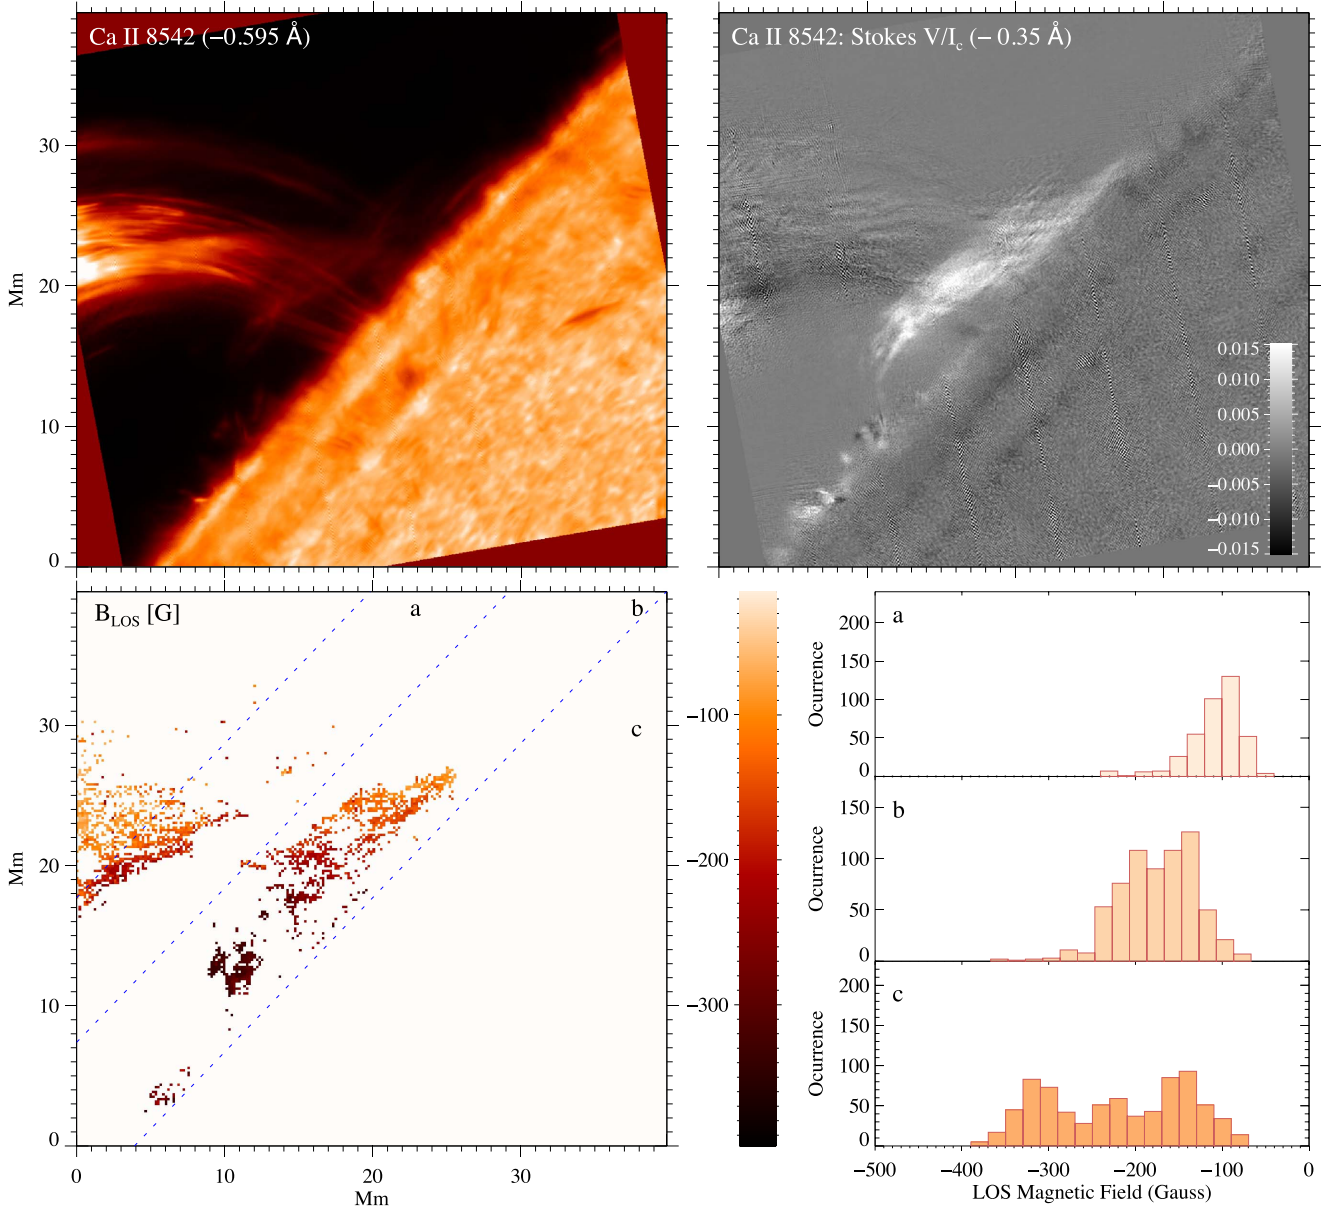 Ca II 8542 (−0.595 Å)
Ca II 8542: Stokes V/Ic (− 0.35 Å)
30
20
10
0
Mm
0.015
0.010
0.005
0.000
−0.005
−0.010
−0.015
BLOS [G]
a
b
c
30
20
10
0
Mm
0
10
20
30
Mm
−100
−200
−300
a
200
150
100
50
0
Ocurrence
b
150
100
50
0
Ocurrence
c
200
150
100
50
0
Ocurrence
−500
−400
−300
−200
−100
0
LOS Magnetic Field (Gauss)